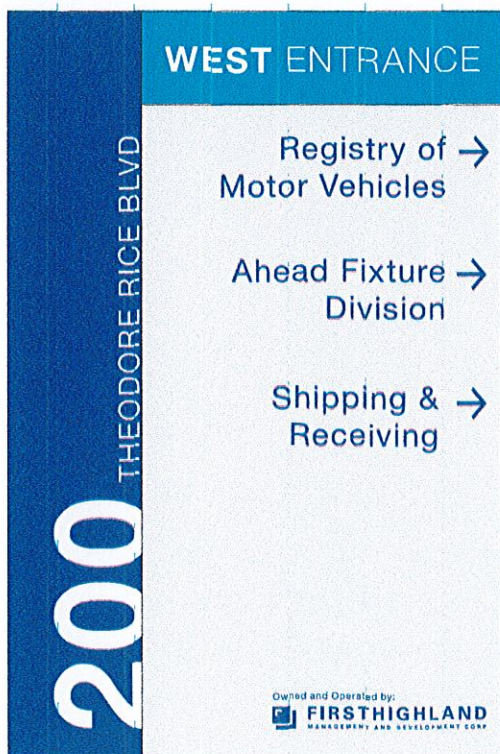 WEST ENTRANCE
Registry of →
Motor Vehicles
Ahead Fixture →
Division
Shipping & →
Receiving
200 THEODORE RICE BLVD
Owned and Operated by:
FIRSTHIGHLAND
MANAGEMENT AND DEVELOPMENT CORP